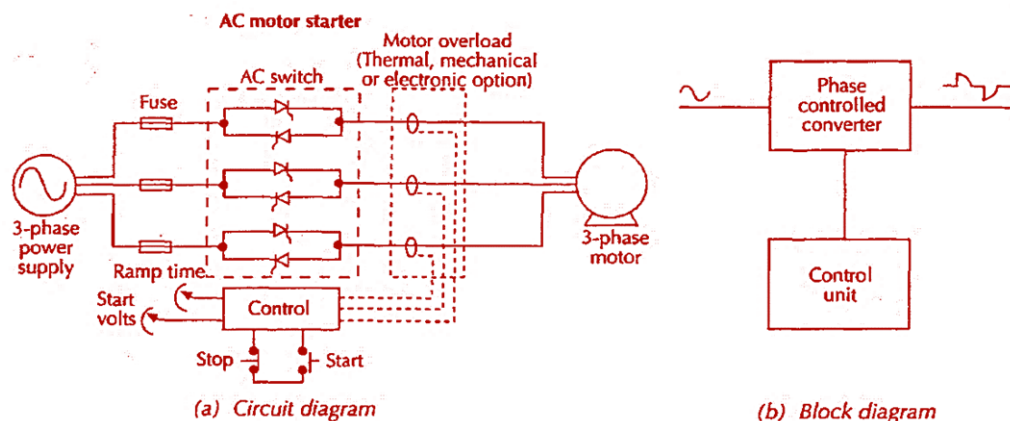 AC motor starter
Motor overload
(Thermal, mechanical
or electronic option)
AC switch
Fuse
3-phase
power
supply
Ramp time
Start
volts
Control
Stop
Start
3-phase
motor
(a) Circuit diagram
Phase
controlled
converter
Control
unit
(b) Block diagram